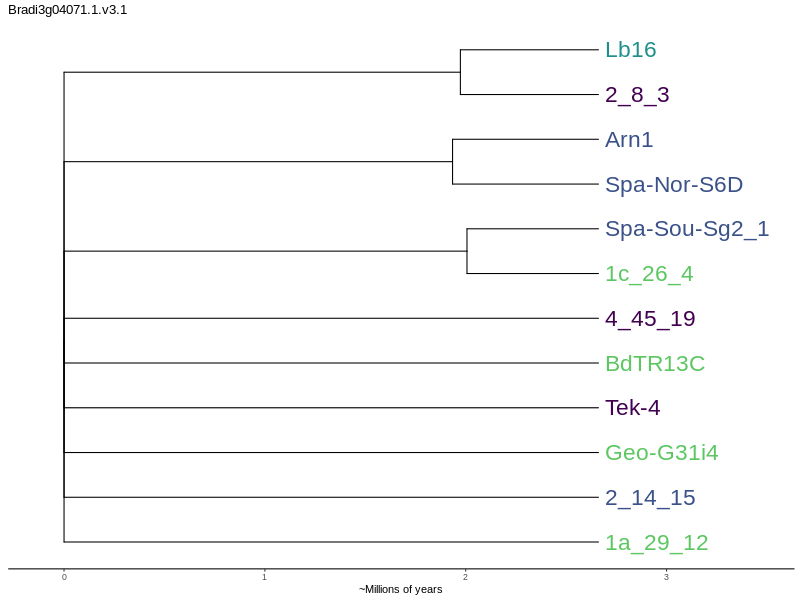 Bradi3g04071.1.v3.1
Lb16
2_8_3
Arn1
Spa-Nor-S6D
Spa-Sou-Sg2_1
1c_26_4
4_45_19
BdTR13C
Tek-4
Geo-G31i4
2_14_15
1a_29_12
0 1 2 3
~Millions of years